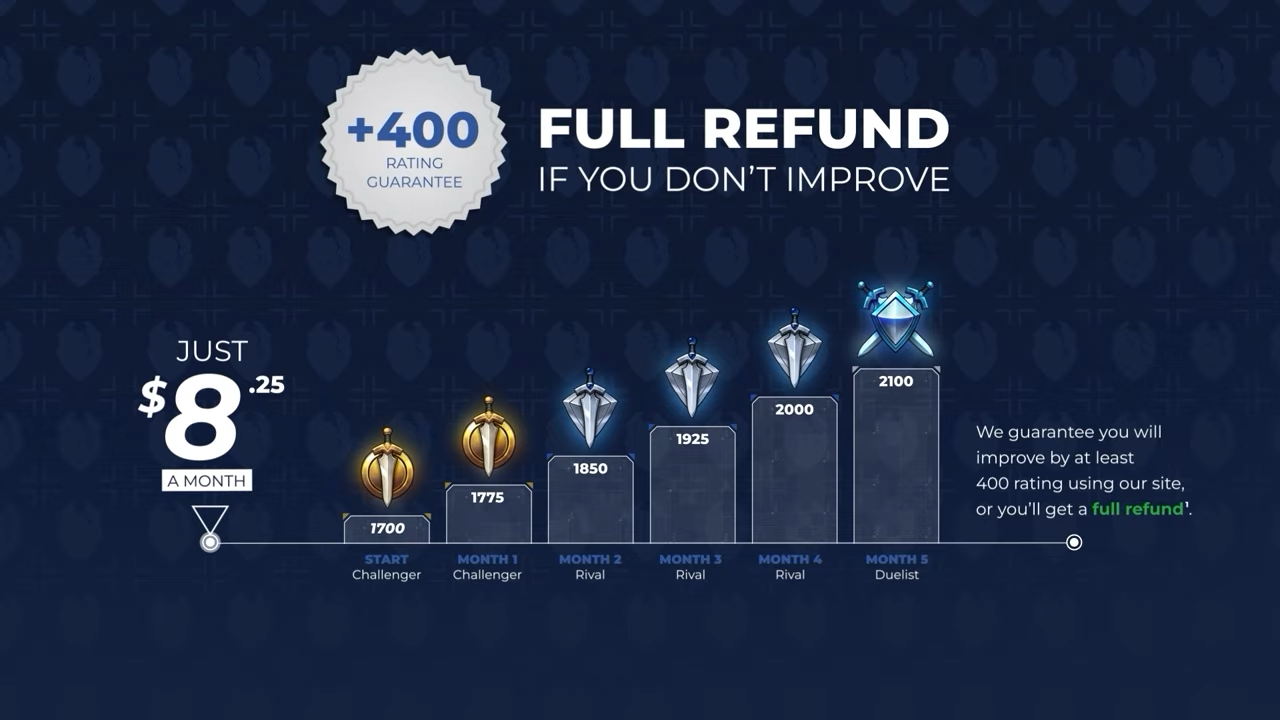 +400
RATING
GUARANTEE
FULL REFUND
IF YOU DON'T IMPROVE
JUST
$8.25
A MONTH
1700
1775
1850
1925
2000
2100
START
Challenger
MONTH 1
Challenger
MONTH 2
Rival
MONTH 3
Rival
MONTH 4
Rival
MONTH 5
Duelist
We guarantee you will
improve by at least
400 rating using our site,
or you'll get a full refund¹.